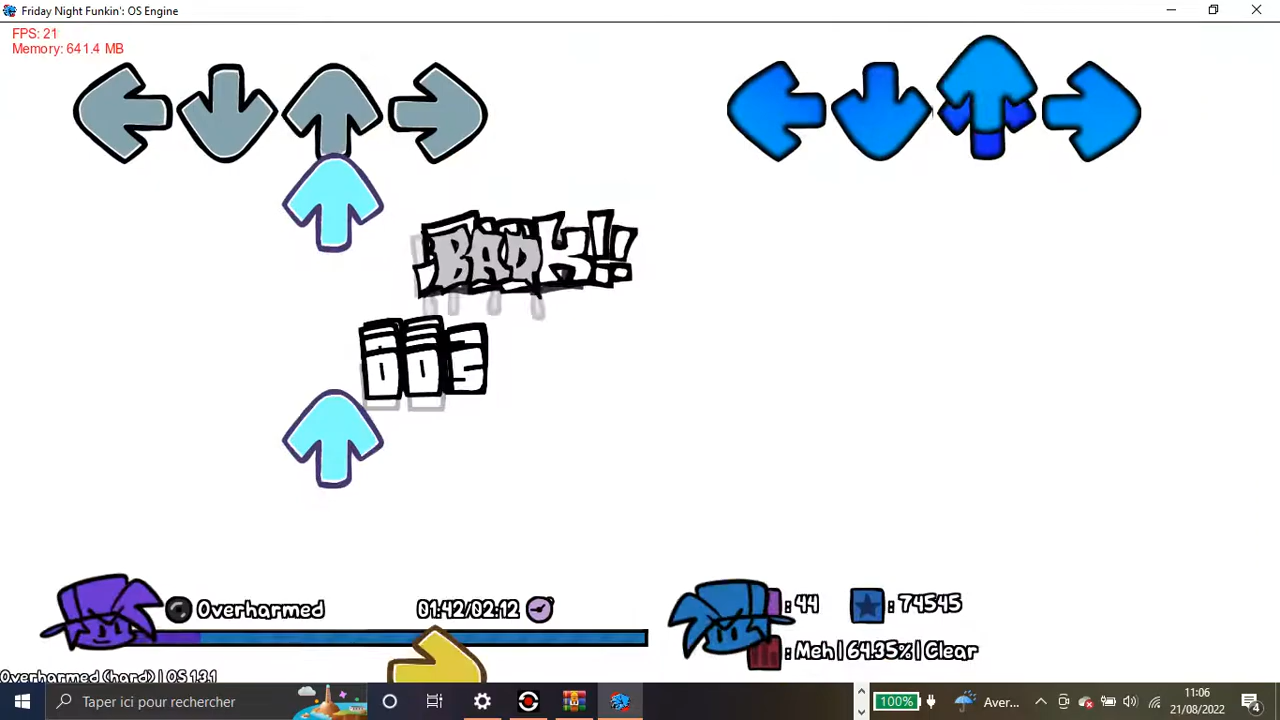 Friday Night Funkin': OS Engine
FPS: 21
Memory: 641.4 MB
BAD
K!!
005
Overharmed
01:42/02:12
: 44
: 74545
: Meh | 64.35% | Clear
Overharmed (hard) | OS 1.3.1
Taper ici pour rechercher
100%
Aver...
11:06
21/08/2022
4